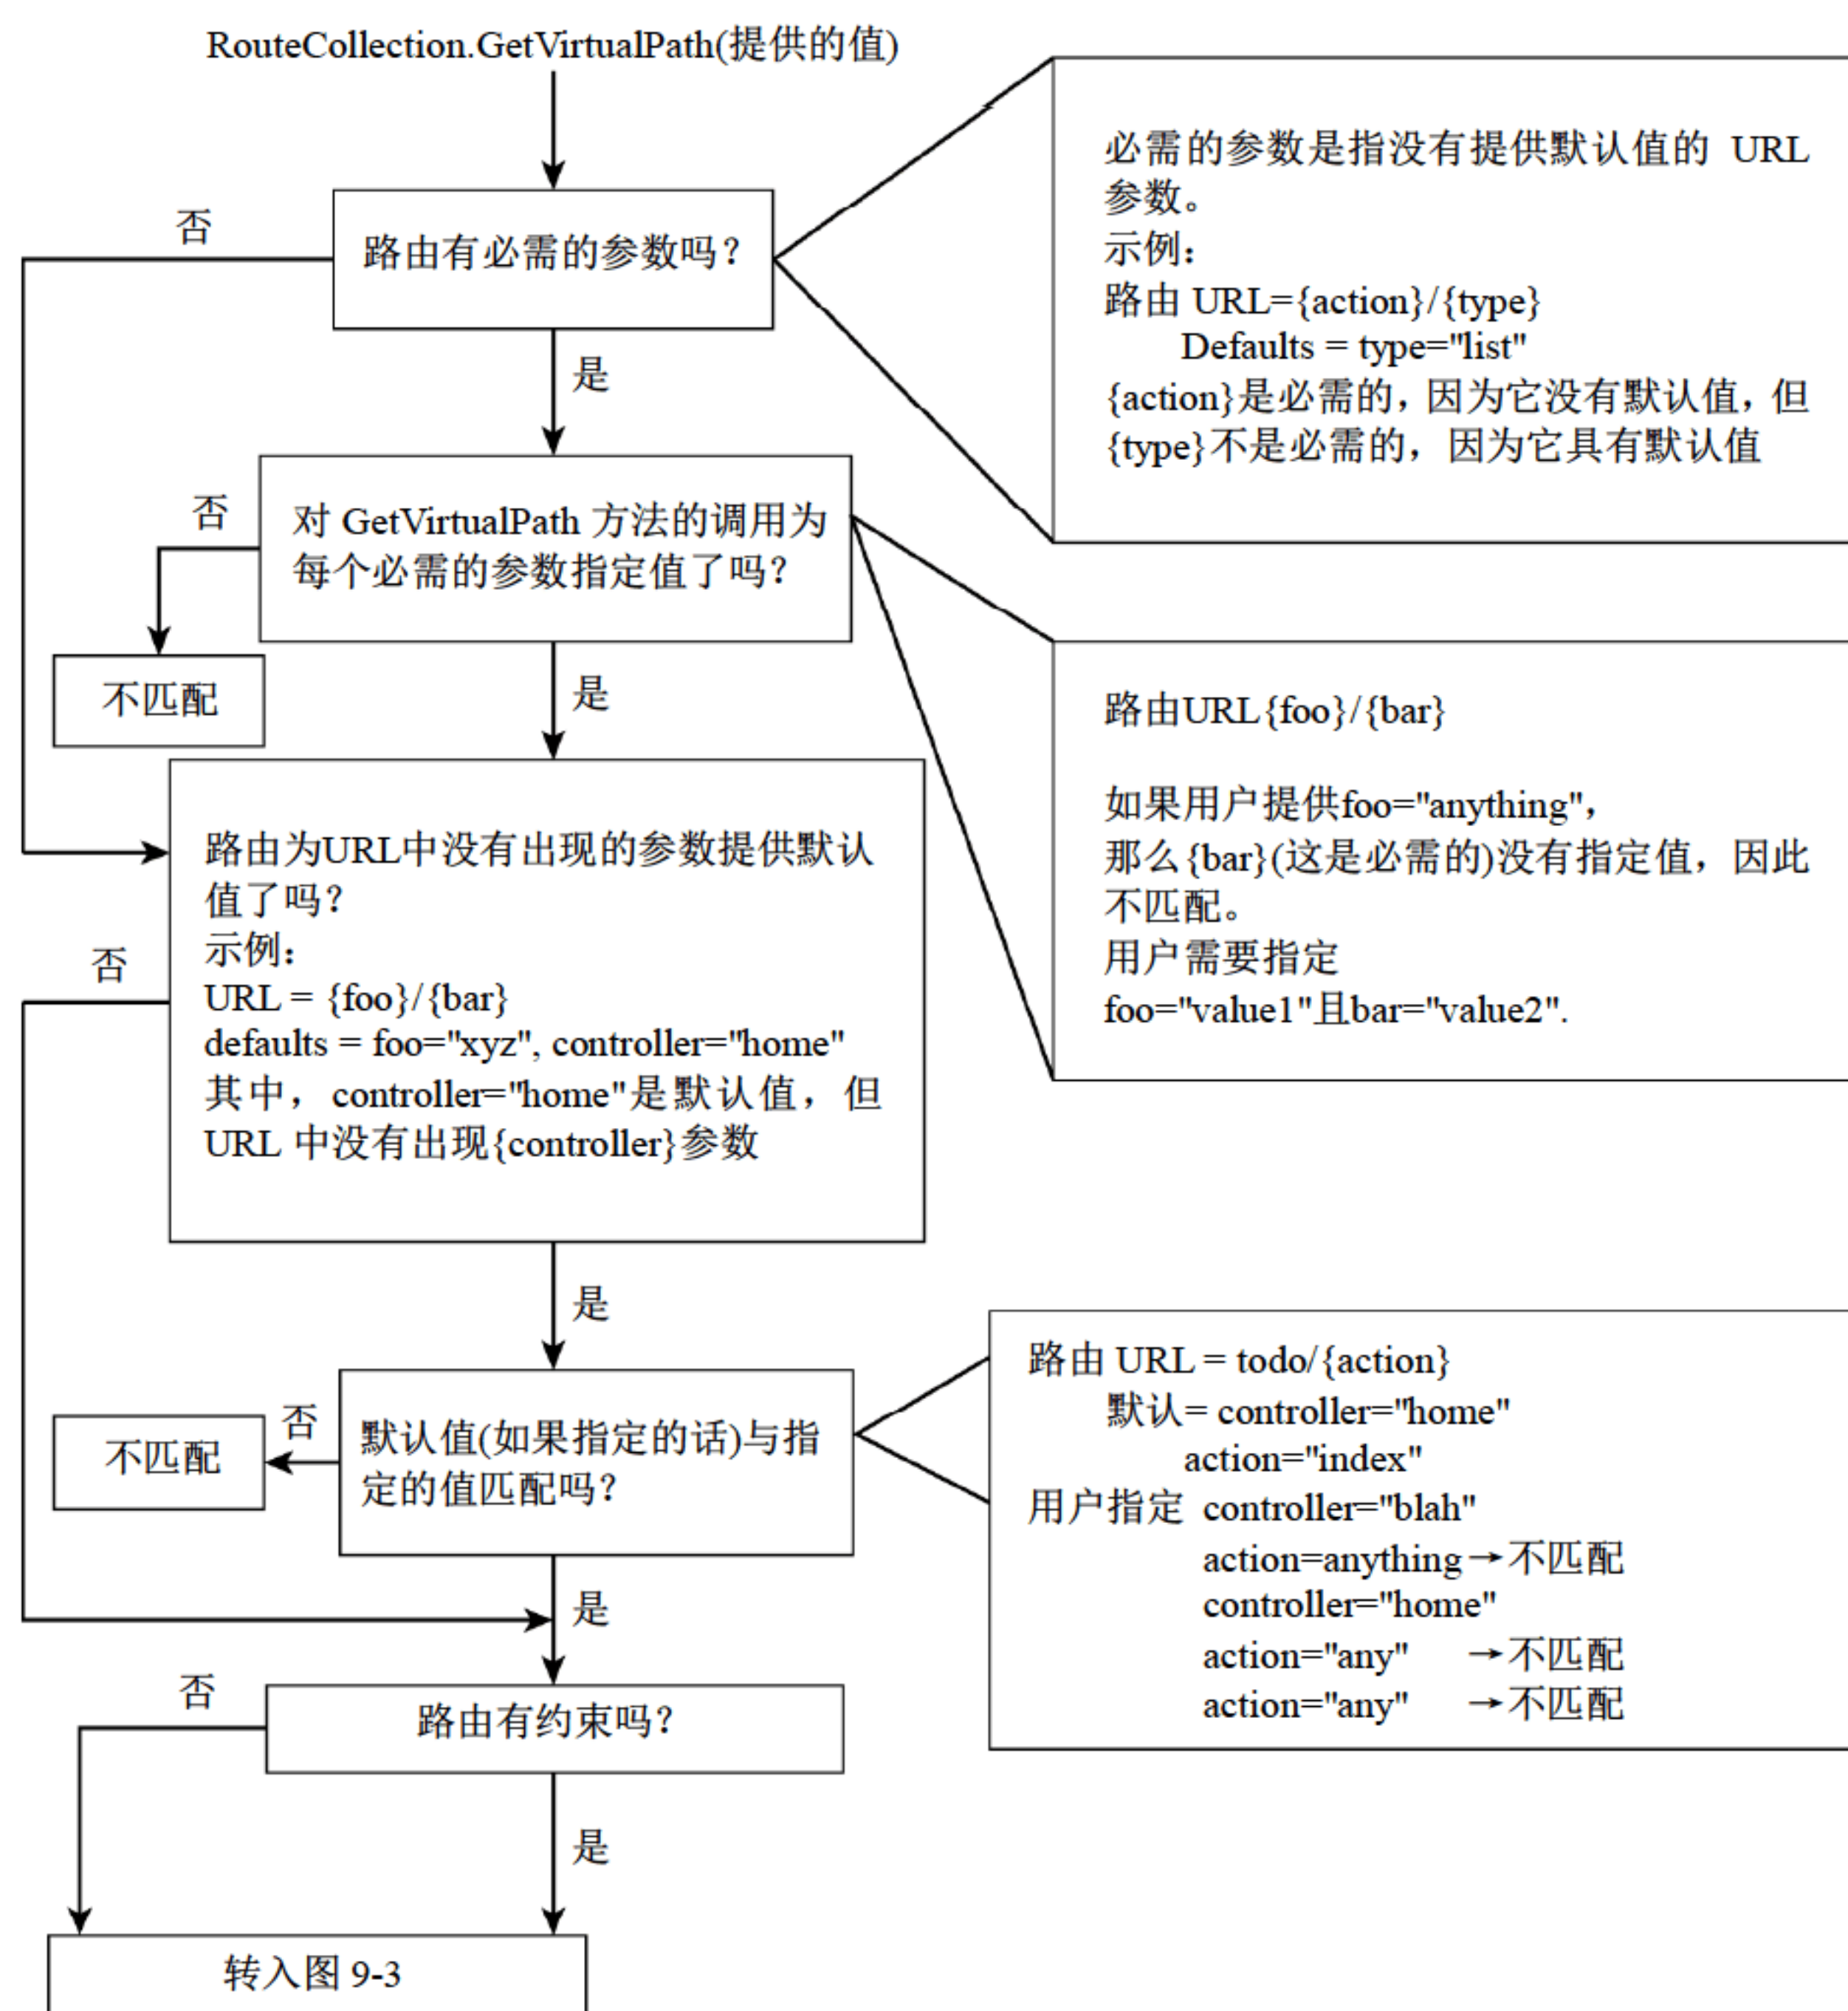 RouteCollection.GetVirtualPath(提供的值)
否
路由有必需的参数吗？
是
必需的参数是指没有提供默认值的 URL
参数。
示例：
路由 URL={action}/{type}
Defaults = type="list"
{action}是必需的，因为它没有默认值，但
{type}不是必需的，因为它具有默认值
否
对 GetVirtualPath 方法的调用为
每个必需的参数指定值了吗？
不匹配
是
路由URL{foo}/{bar}
如果用户提供foo="anything"，
那么{bar}(这是必需的)没有指定值，因此
不匹配。
用户需要指定
foo="value1"且bar="value2".
路由为URL中没有出现的参数提供默认
值了吗？
示例：
URL = {foo}/{bar}
defaults = foo="xyz", controller="home"
其中，controller="home"是默认值，但
URL 中没有出现{controller}参数
否
是
默认值(如果指定的话)与指
定的值匹配吗？
否
不匹配
是
路由 URL = todo/{action}
默认= controller="home"
action="index"
用户指定 controller="blah"
action=anything→不匹配
controller="home"
action="any" →不匹配
action="any" →不匹配
否
路由有约束吗？
是
转入图 9-3